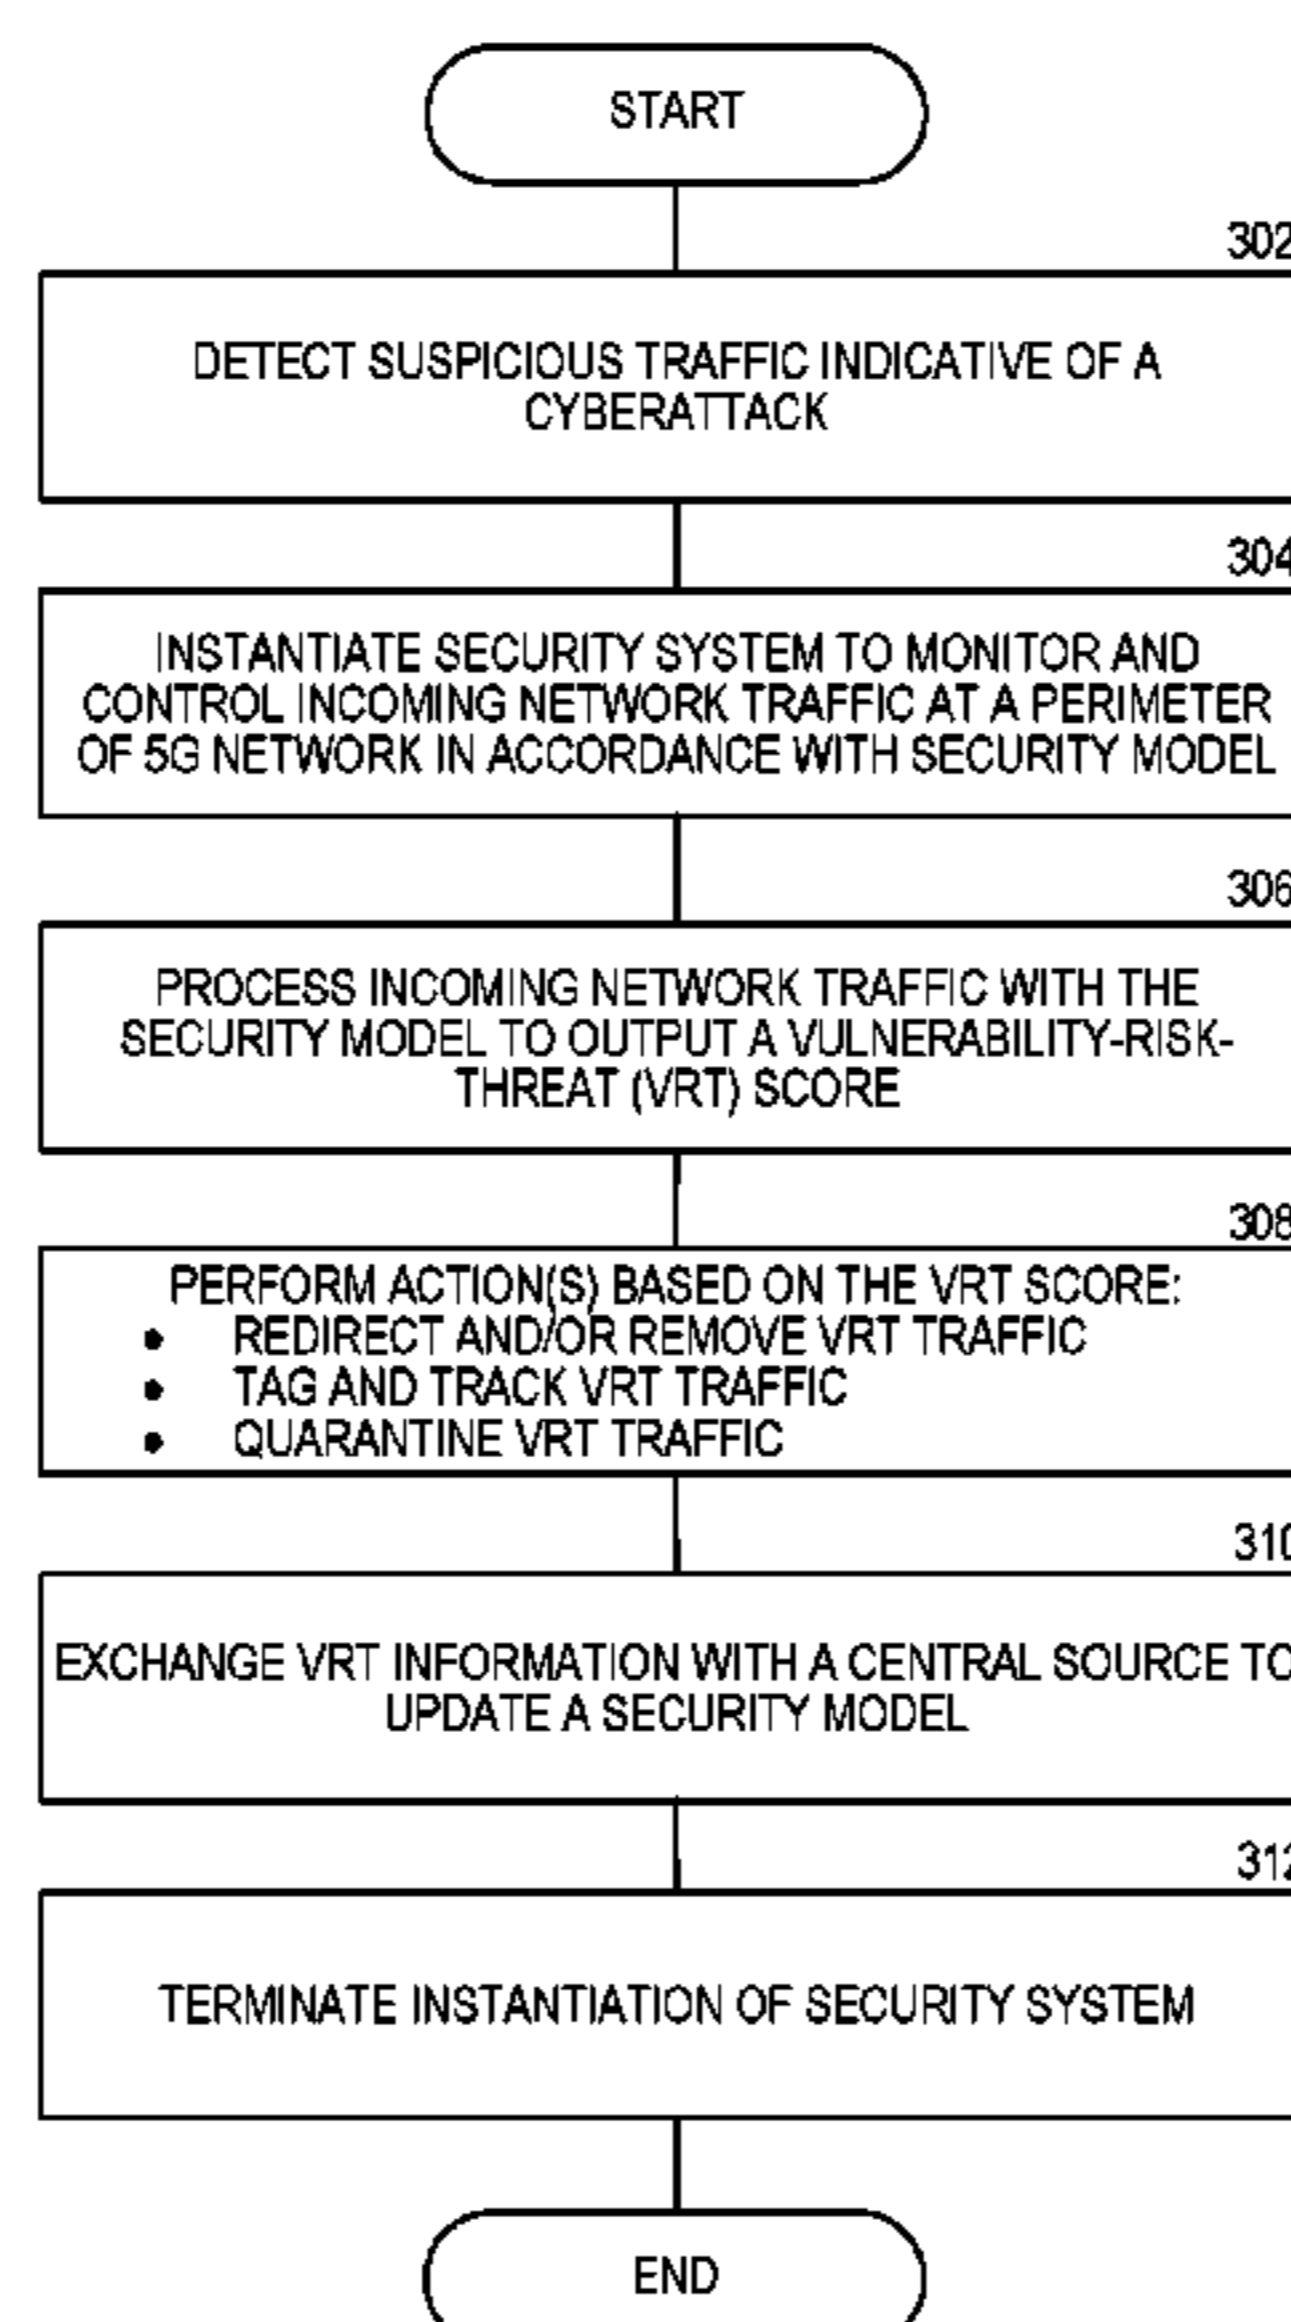 START
302
DETECT SUSPICIOUS TRAFFIC INDICATIVE OF A
CYBERATTACK
304
INSTANTIATE SECURITY SYSTEM TO MONITOR AND
CONTROL INCOMING NETWORK TRAFFIC AT A PERIMETER
OF 5G NETWORK IN ACCORDANCE WITH SECURITY MODEL
306
PROCESS INCOMING NETWORK TRAFFIC WITH THE
SECURITY MODEL TO OUTPUT A VULNERABILITY-RISK-
THREAT (VRT) SCORE
308
PERFORM ACTION(S) BASED ON THE VRT SCORE:
• REDIRECT AND/OR REMOVE VRT TRAFFIC
• TAG AND TRACK VRT TRAFFIC
• QUARANTINE VRT TRAFFIC
310
EXCHANGE VRT INFORMATION WITH A CENTRAL SOURCE TO
UPDATE A SECURITY MODEL
312
TERMINATE INSTANTIATION OF SECURITY SYSTEM
END